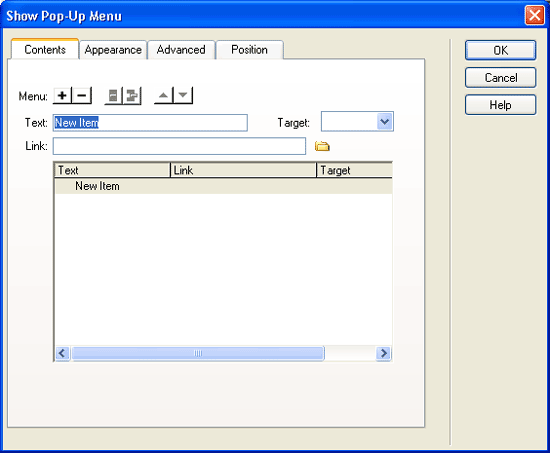 Show Pop-Up Menu
Contents Appearance Advanced Position
OK
Cancel
Help
Menu:
Text: New Item Target:
Link:
Text Link Target
New Item